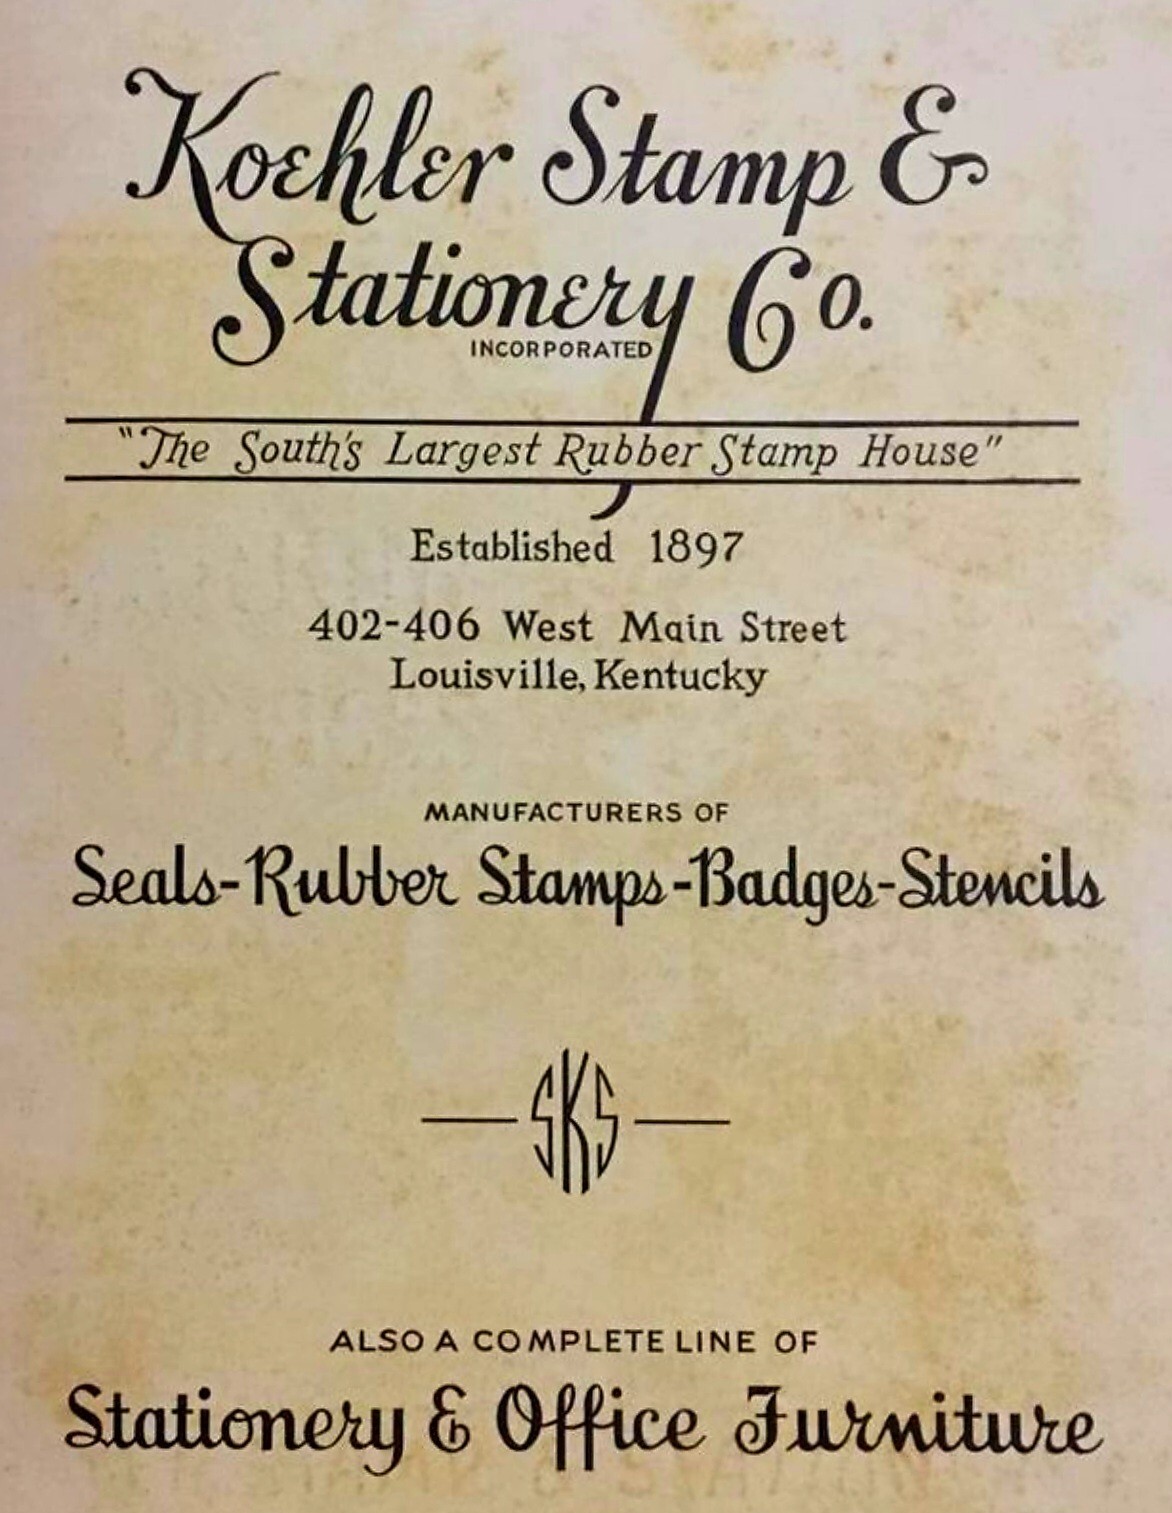 Koehler Stamp &
Stationery Co.
INCORPORATED
"The South's Largest Rubber Stamp House"
Established 1897
402-406 West Main Street
Louisville, Kentucky
MANUFACTURERS OF
Seals-Rubber Stamps-Badges-Stencils
SKS
ALSO A COMPLETE LINE OF
Stationery & Office Furniture